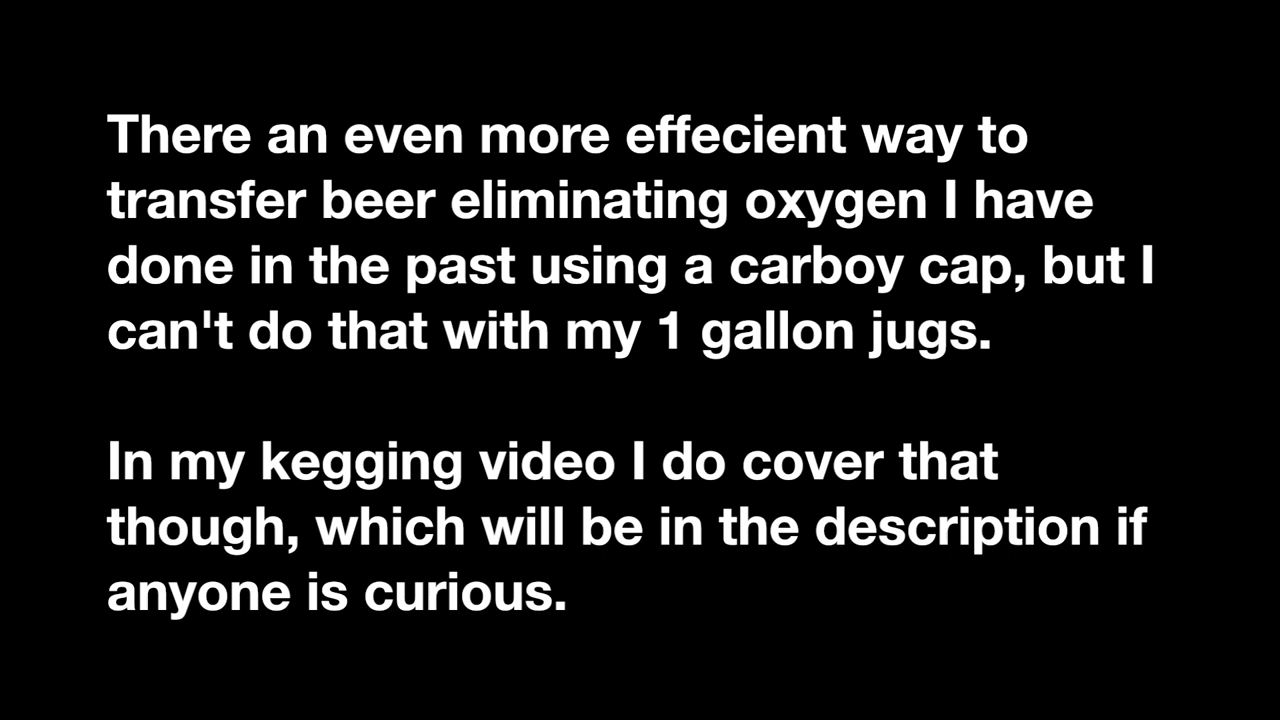 There an even more effecient way to
transfer beer eliminating oxygen I have
done in the past using a carboy cap, but I
can't do that with my 1 gallon jugs.
In my kegging video I do cover that
though, which will be in the description if
anyone is curious.